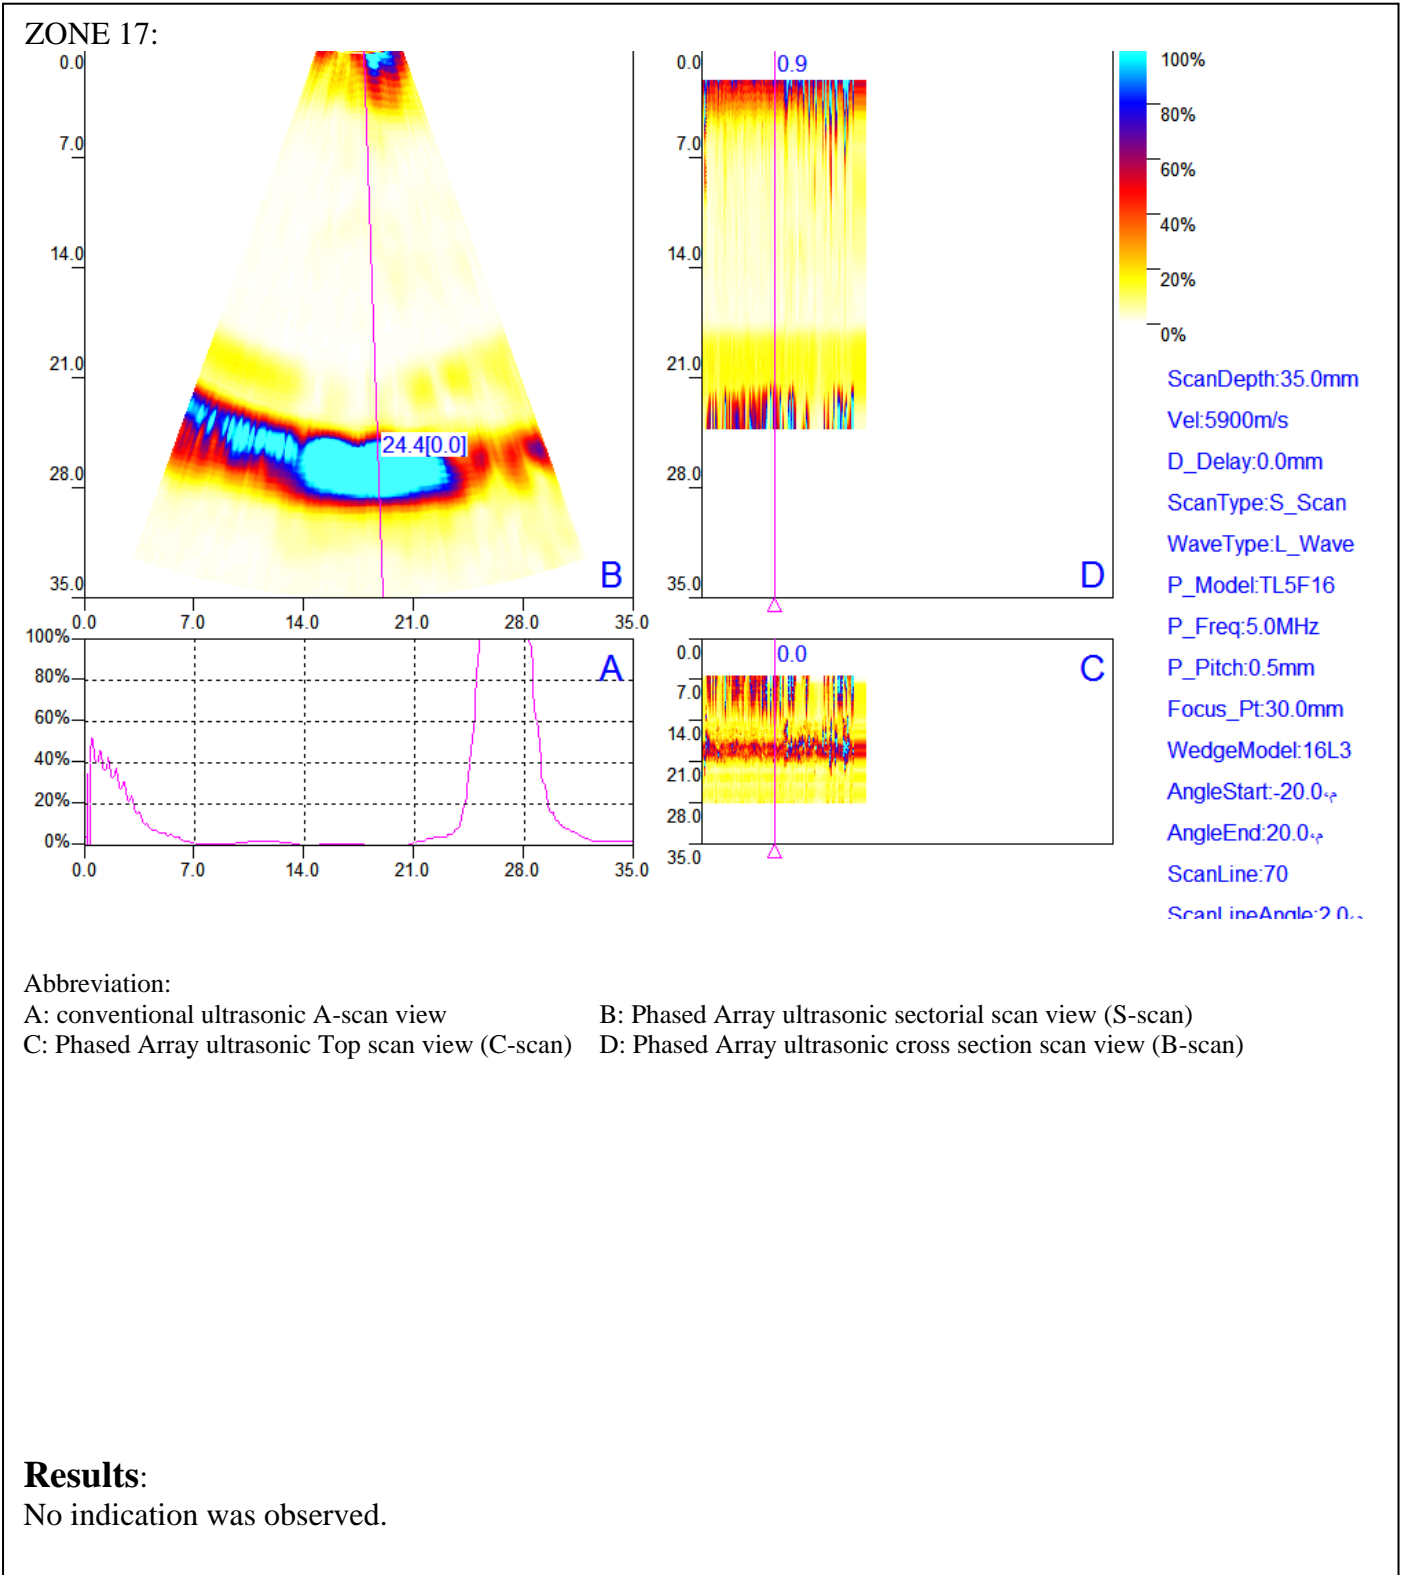 ZONE 17:
0.0
7.0
14.0
21.0
28.0
35.0
24.4[0.0]
B
0.0 7.0 14.0 21.0 28.0 35.0
0.0
7.0
14.0
21.0
28.0
35.0
0.9
D
100%
80%
60%
40%
20%
0%
100%
80%
60%
40%
20%
0%
A
0.0 7.0 14.0 21.0 28.0 35.0
0.0
7.0
14.0
21.0
28.0
35.0
0.0
C
ScanDepth:35.0mm
Vel:5900m/s
D_Delay:0.0mm
ScanType:S_Scan
WaveType:L_Wave
P_Model:TL5F16
P_Freq:5.0MHz
P_Pitch:0.5mm
Focus_Pt:30.0mm
WedgeModel:16L3
AngleStart:-20.0
AngleEnd:20.0
ScanLine:70
ScanLineAngle:2.0
Abbreviation:
A: conventional ultrasonic A-scan view B: Phased Array ultrasonic sectorial scan view (S-scan)
C: Phased Array ultrasonic Top scan view (C-scan) D: Phased Array ultrasonic cross section scan view (B-scan)
Results:
No indication was observed.